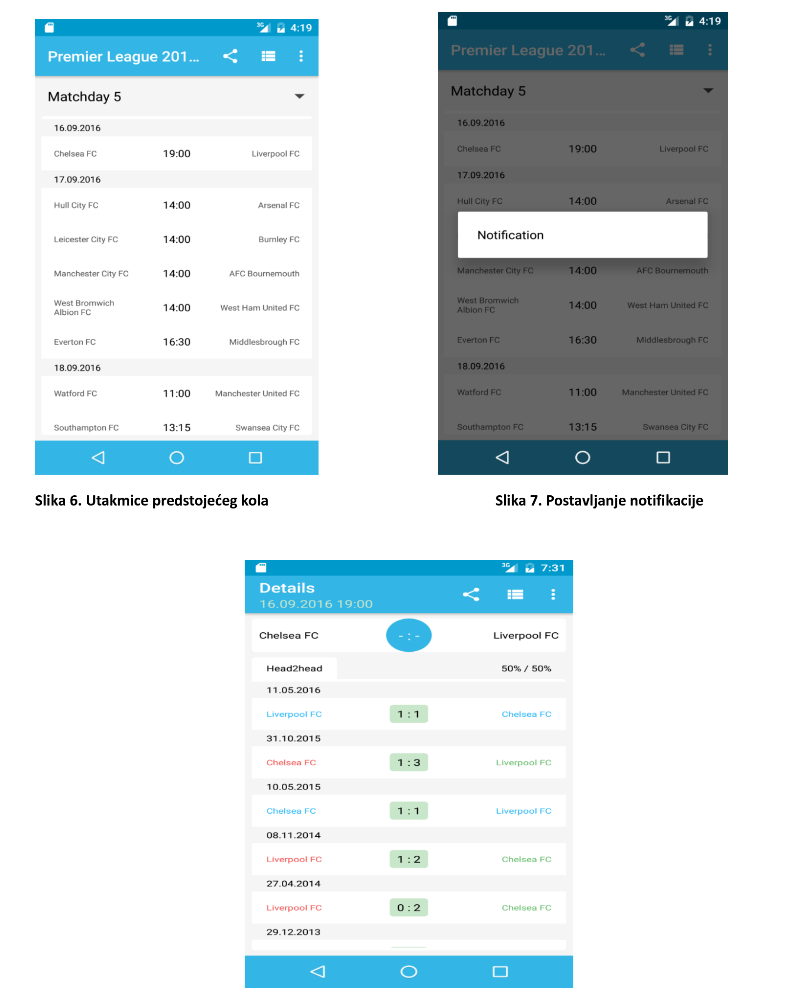 3G 4:19
Premier League 201...
Matchday 5
16.09.2016
Chelsea FC 19:00 Liverpool FC
17.09.2016
Hull City FC 14:00 Arsenal FC
Leicester City FC 14:00 Burnley FC
Manchester City FC 14:00 AFC Bournemouth
West Bromwich
Albion FC 14:00 West Ham United FC
Everton FC 16:30 Middlesbrough FC
18.09.2016
Watford FC 11:00 Manchester United FC
Southampton FC 13:15 Swansea City FC
Slika 6. Utakmice predstojećeg kola
3G 4:19
Premier League 201...
Matchday 5
16.09.2016
Chelsea FC 19:00 Liverpool FC
17.09.2016
Hull City FC 14:00 Arsenal FC
Notification
Manchester City FC 14:00 AFC Bournemouth
West Bromwich
Albion FC 14:00 West Ham United FC
Everton FC 16:30 Middlesbrough FC
18.09.2016
Watford FC 11:00 Manchester United FC
Southampton FC 13:15 Swansea City FC
Slika 7. Postavljanje notifikacije
3G 7:31
Details
16.09.2016 19:00
Chelsea FC - : - Liverpool FC
Head2head 50% / 50%
11.05.2016
Liverpool FC 1 : 1 Chelsea FC
31.10.2015
Chelsea FC 1 : 3 Liverpool FC
10.05.2015
Chelsea FC 1 : 1 Liverpool FC
08.11.2014
Liverpool FC 1 : 2 Chelsea FC
27.04.2014
Liverpool FC 0 : 2 Chelsea FC
29.12.2013